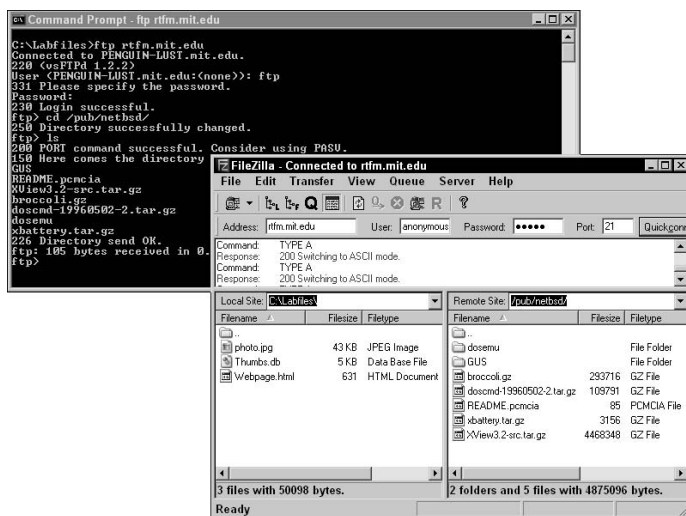 Command Prompt - ftp rtfm.mit.edu
C:\Labfiles>ftp rtfm.mit.edu
Connected to PENGUIN-LUST.mit.edu.
220 (vsFTPd 1.2.2)
User (PENGUIN-LUST.mit.edu:(none)): ftp
331 Please specify the password.
Password:
230 Login successful.
ftp> cd /pub/netbsd/
250 Directory successfully changed.
ftp> ls
200 PORT command successful. Consider using PASV.
150 Here comes the directory
GUS
README.pcmcia
XView3.2-src.tar.gz
broccoli.gz
doscmd-19960502-2.tar.gz
dosemu
xbattery.tar.gz
226 Directory send OK.
ftp: 105 bytes received in 0.
ftp>
FileZilla - Connected to rtfm.mit.edu
File Edit Transfer View Queue Server Help
Address: rtfm.mit.edu User: anonymous Password: ●●●●● Port: 21 Quickconn
Command: TYPE A
Response: 200 Switching to ASCII mode.
Command: TYPE A
Response: 200 Switching to ASCII mode.
Local Site: C:\Labfiles\
Filename Filesize Filetype
..
photo.jpg 43 KB JPEG Image
Thumbs.db 5 KB Data Base File
Webpage.html 631 HTML Document
3 files with 50098 bytes.
Remote Site: /pub/netbsd/
Filename Filesize Filetype
..
dosemu File Folder
GUS File Folder
broccoli.gz 293716 GZ File
doscmd-19960502-2.tar.gz 109791 GZ File
README.pcmcia 85 PCMCIA File
xbattery.tar.gz 3156 GZ File
XView3.2-src.tar.gz 4468348 GZ File
2 folders and 5 files with 4875096 bytes.
Ready